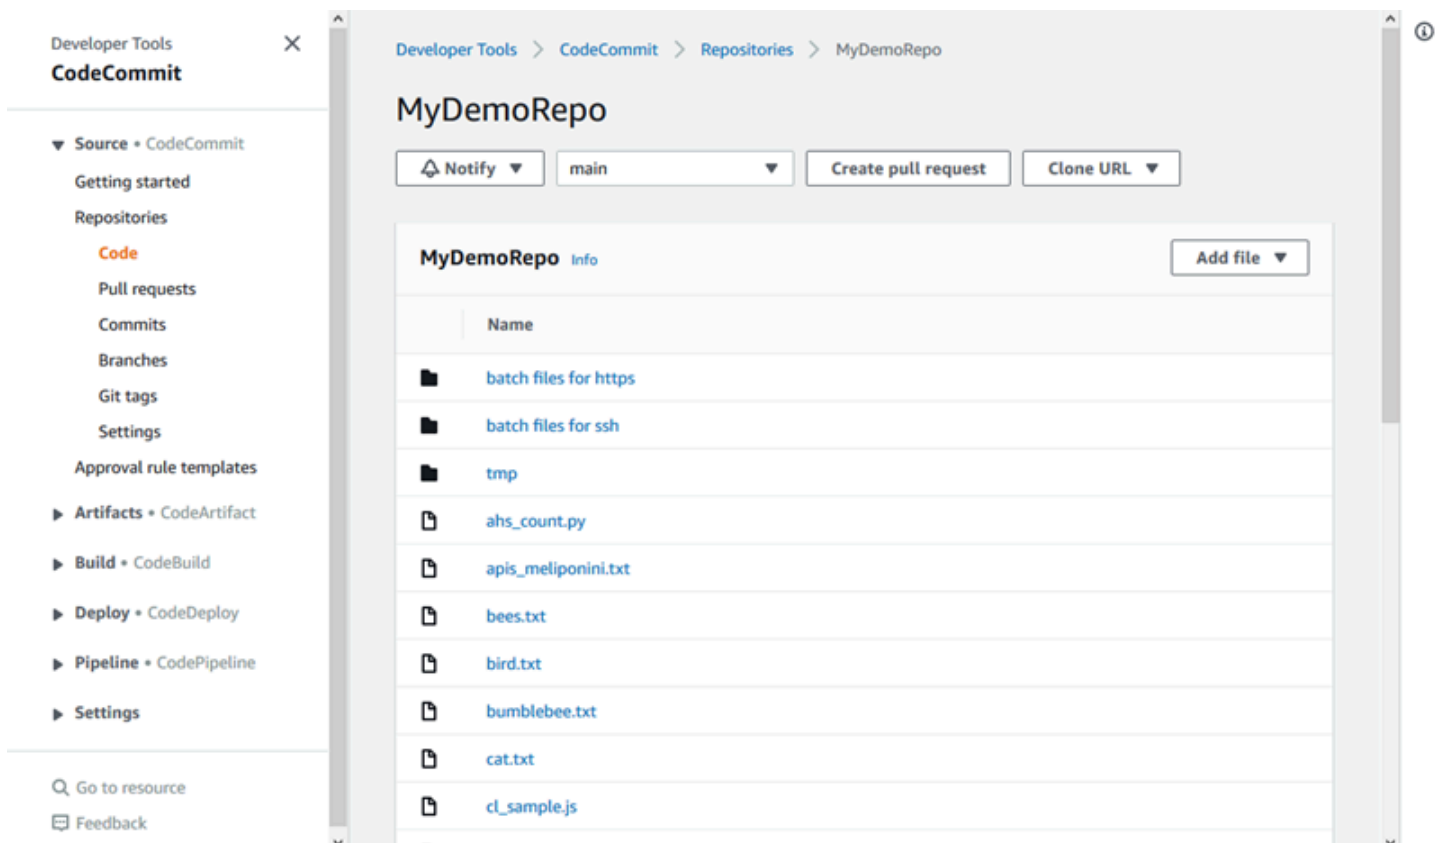 Developer Tools
CodeCommit
Source • CodeCommit
Getting started
Repositories
Code
Pull requests
Commits
Branches
Git tags
Settings
Approval rule templates
Artifacts • CodeArtifact
Build • CodeBuild
Deploy • CodeDeploy
Pipeline • CodePipeline
Settings
Go to resource
Feedback
Developer Tools > CodeCommit > Repositories > MyDemoRepo
MyDemoRepo
Notify main Create pull request Clone URL
MyDemoRepo Info Add file
Name
batch files for https
batch files for ssh
tmp
ahs_count.py
apis_meliponini.txt
bees.txt
bird.txt
bumblebee.txt
cat.txt
cl_sample.js